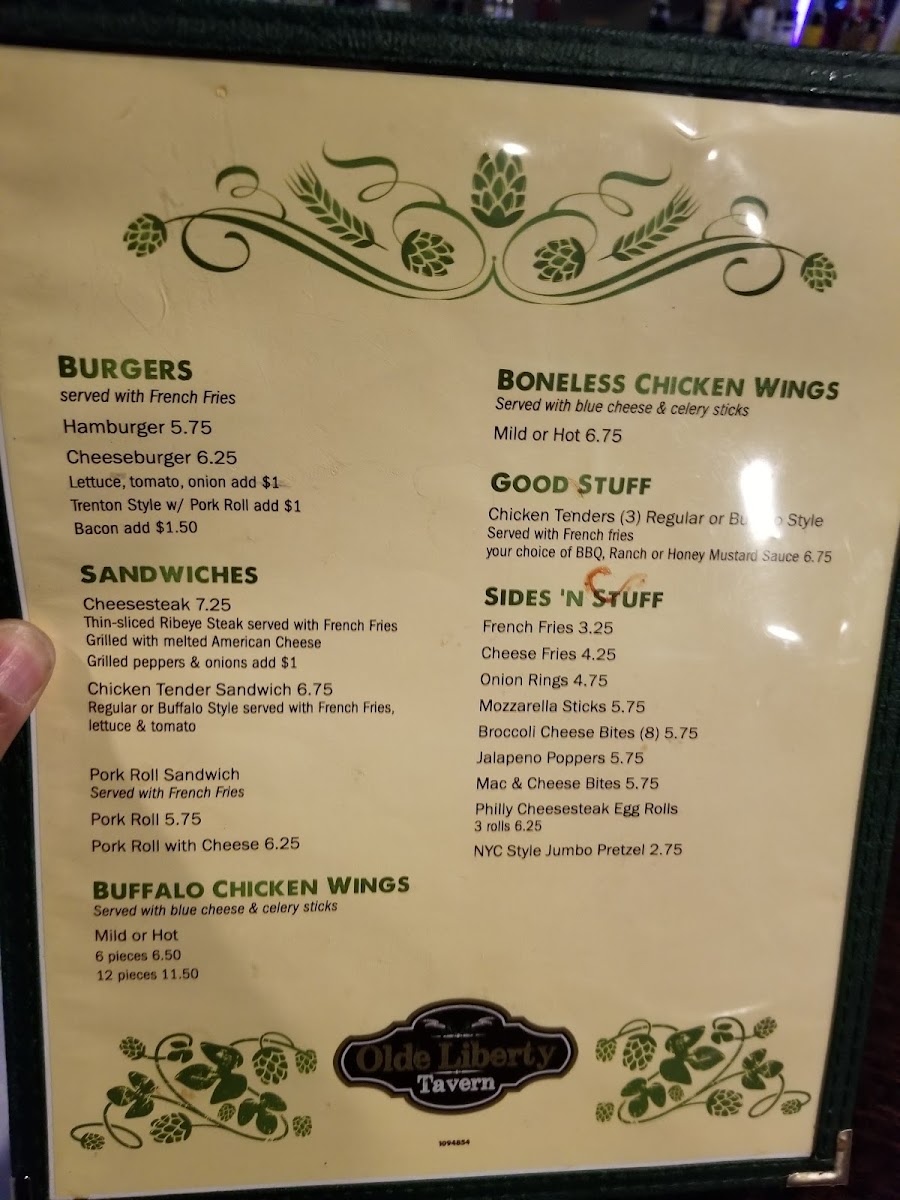 BURGERS
served with French Fries
Hamburger 5.75
Cheeseburger 6.25
Lettuce, tomato, onion add $1
Trenton Style w/ Pork Roll add $1
Bacon add $1.50
SANDWICHES
Cheesesteak 7.25
Thin-sliced Ribeye Steak served with French Fries
Grilled with melted American Cheese
Grilled peppers & onions add $1
Chicken Tender Sandwich 6.75
Regular or Buffalo Style served with French Fries,
lettuce & tomato
Pork Roll Sandwich
Served with French Fries
Pork Roll 5.75
Pork Roll with Cheese 6.25
BUFFALO CHICKEN WINGS
Served with blue cheese & celery sticks
Mild or Hot
6 pieces 6.50
12 pieces 11.50
BONELESS CHICKEN WINGS
Served with blue cheese & celery sticks
Mild or Hot 6.75
GOOD STUFF
Chicken Tenders (3) Regular or Buffalo Style
Served with French fries
your choice of BBQ, Ranch or Honey Mustard Sauce 6.75
SIDES 'N STUFF
French Fries 3.25
Cheese Fries 4.25
Onion Rings 4.75
Mozzarella Sticks 5.75
Broccoli Cheese Bites (8) 5.75
Jalapeno Poppers 5.75
Mac & Cheese Bites 5.75
Philly Cheesesteak Egg Rolls
3 rolls 6.25
NYC Style Jumbo Pretzel 2.75
Olde Liberty
Tavern
1094854